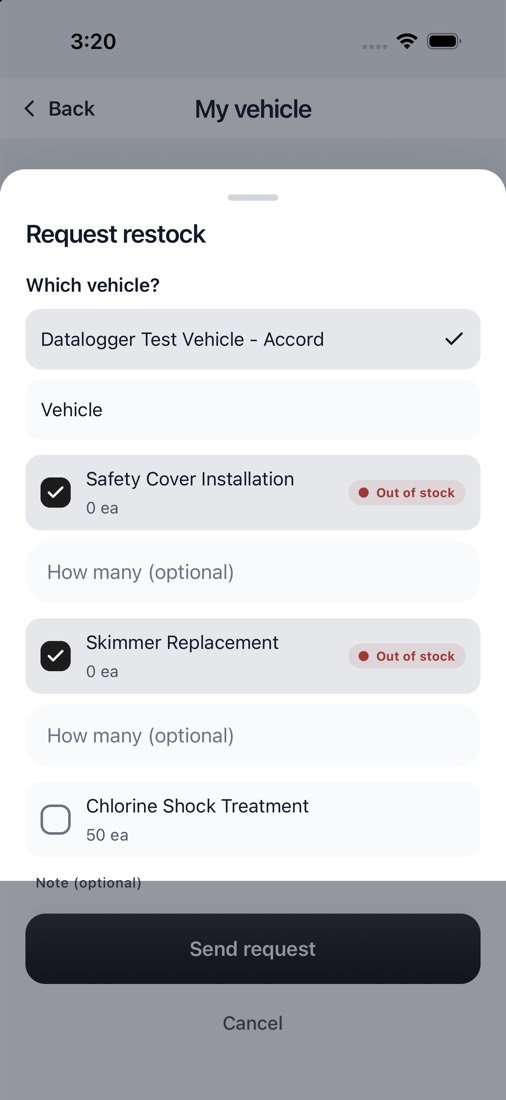 3:20
Back
My vehicle
Request restock
Which vehicle?
Datalogger Test Vehicle - Accord
Vehicle
Safety Cover Installation
0 ea
Out of stock
How many (optional)
Skimmer Replacement
0 ea
Out of stock
How many (optional)
Chlorine Shock Treatment
50 ea
Note (optional)
Send request
Cancel